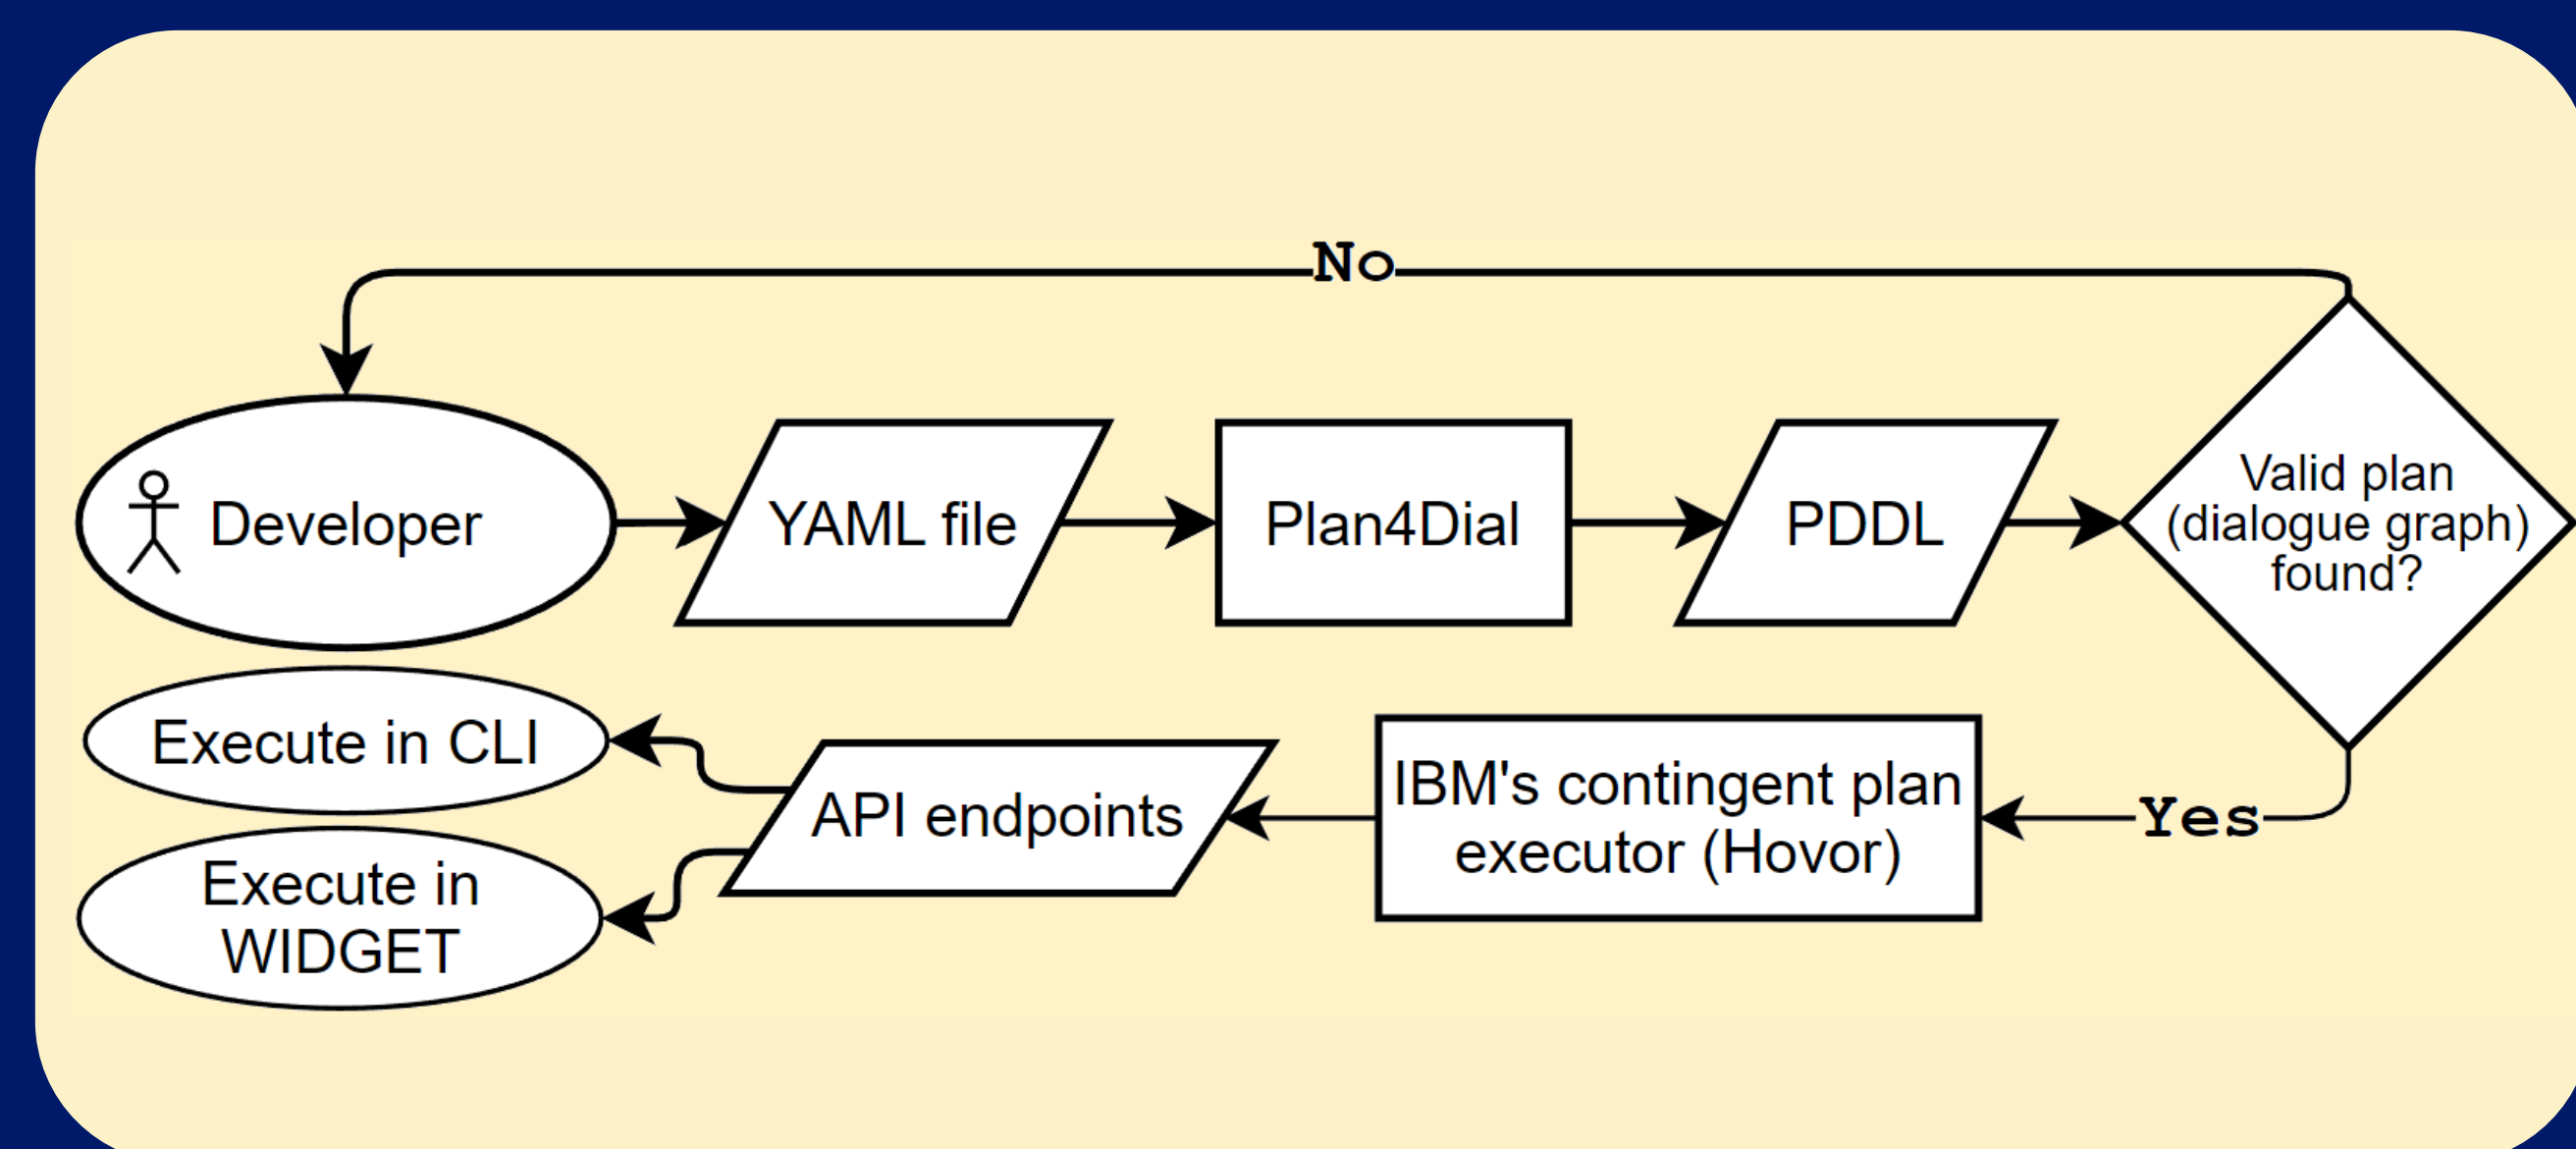 No
Developer
YAML file
Plan4Dial
PDDL
Valid plan
(dialogue graph)
found?
Execute in CLI
API endpoints
IBM's contingent plan
executor (Hovor)
Yes
Execute in
WIDGET